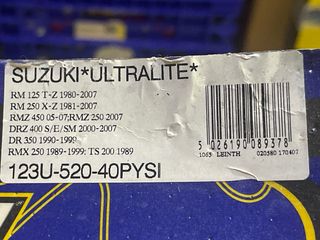 SUZUKI*ULTRALITE*
RM 125 T-Z 1980-2007
RM 250 X-Z 1981-2007
RMZ 450 05-07;RMZ 250 2007
DRZ 400 S/E/SM 2000-2007
DR 350 1990-1999
RMX 250 1989-1999; TS 200 1989
123U-520-40PYSI
5 026190 089378
1065 LEINTH 020580 170407